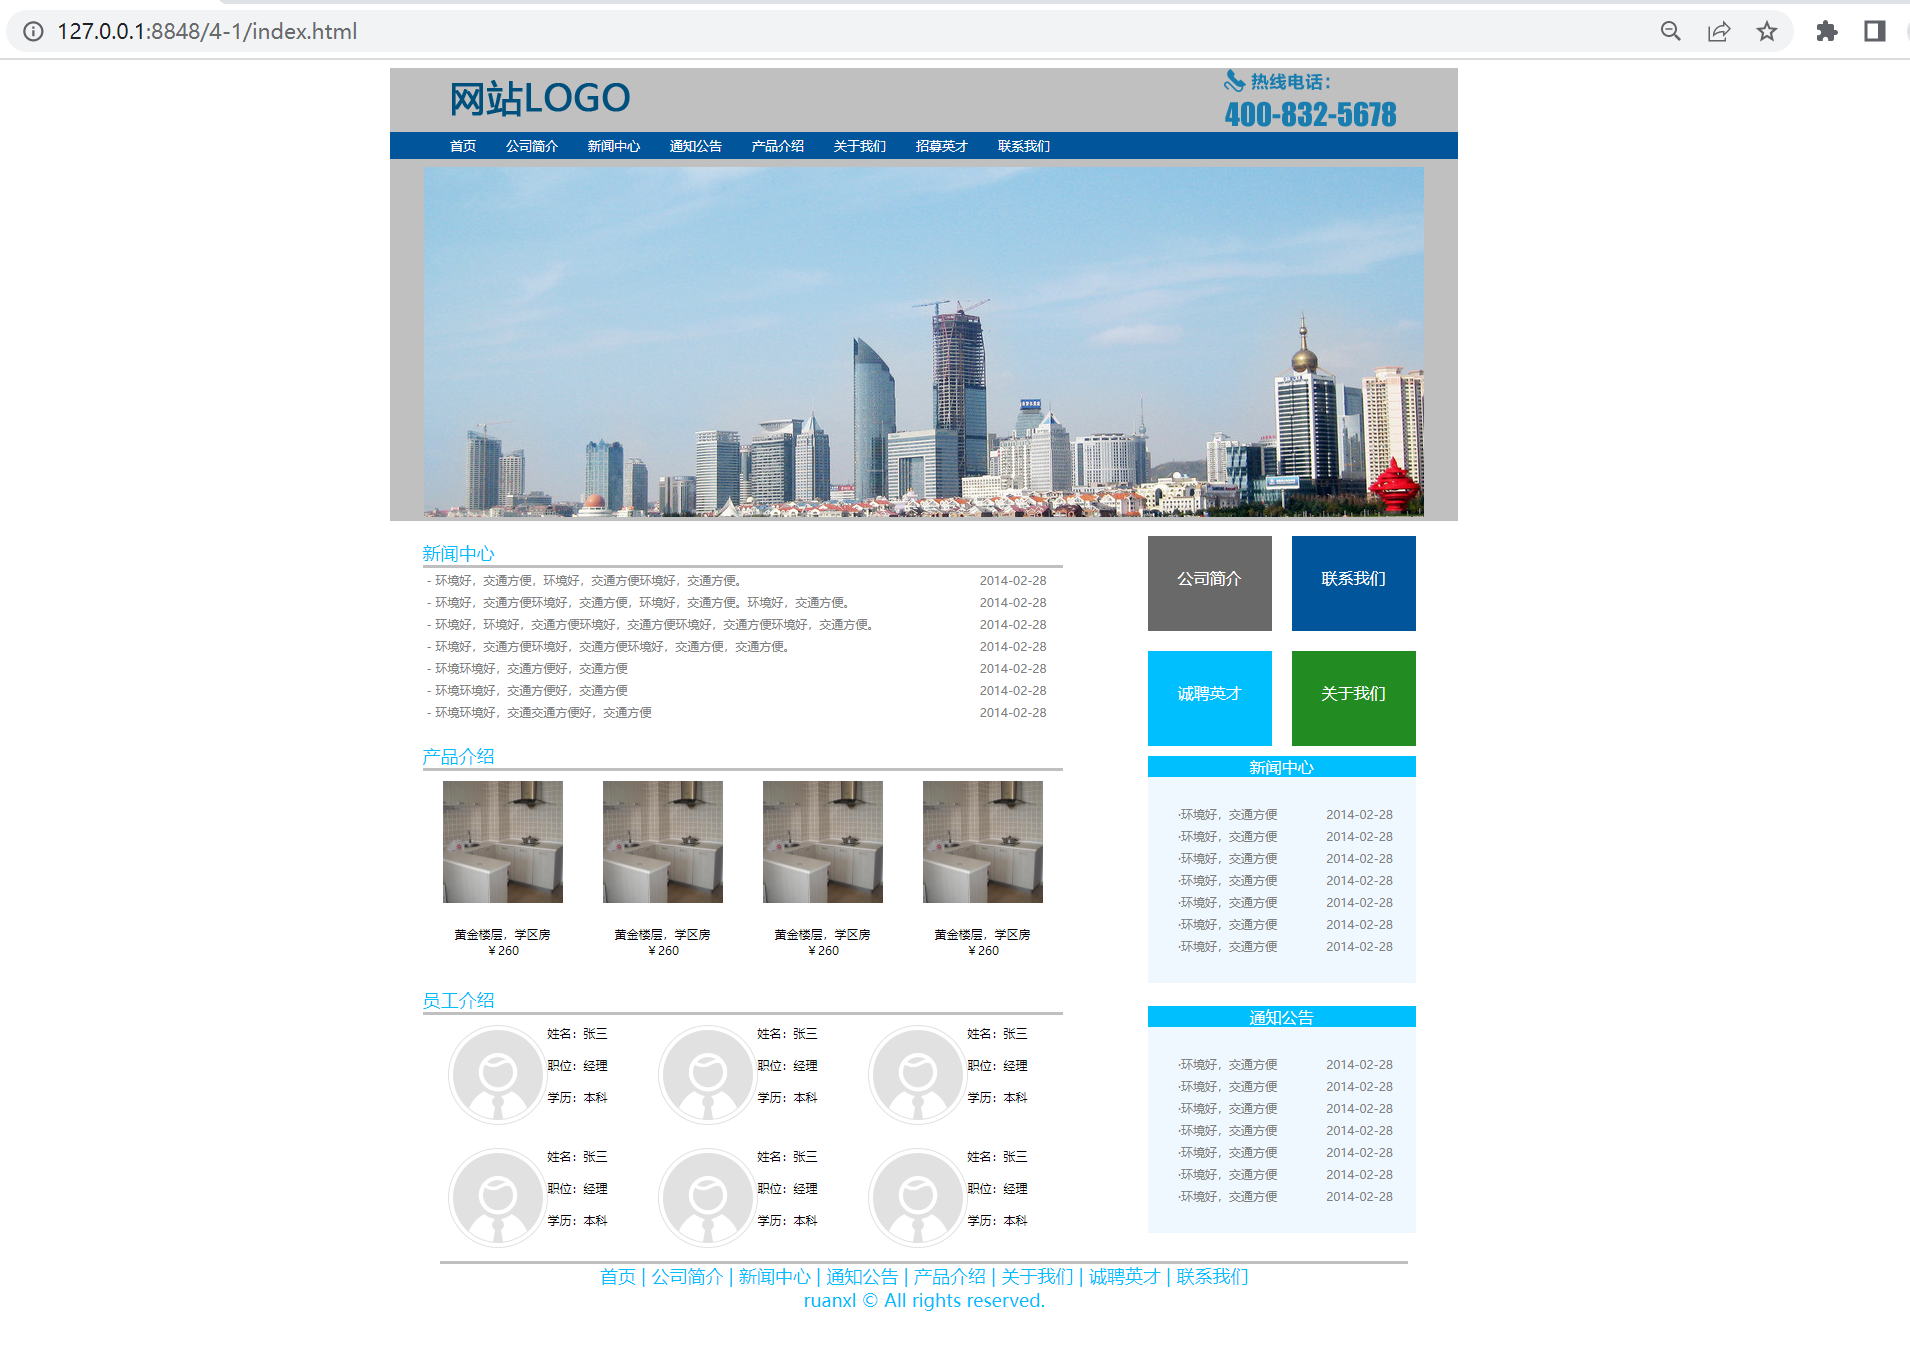 127.0.0.1:8848/4-1/index.html
网站LOGO
热线电话：
400-832-5678
首页 公司简介 新闻中心 通知公告 产品介绍 关于我们 招募英才 联系我们
新闻中心
- 环境好，交通方便，环境好，交通方便环境好，交通方便。 2014-02-28
- 环境好，交通方便环境好，交通方便，环境好，交通方便。环境好，交通方便。 2014-02-28
- 环境好，环境好，交通方便环境好，交通方便环境好，交通方便环境好，交通方便。 2014-02-28
- 环境好，交通方便环境好，交通方便环境好，交通方便，交通方便。 2014-02-28
- 环境环境好，交通方便好，交通方便 2014-02-28
- 环境环境好，交通方便好，交通方便 2014-02-28
- 环境环境好，交通交通方便好，交通方便 2014-02-28
产品介绍
黄金楼层，学区房 黄金楼层，学区房 黄金楼层，学区房 黄金楼层，学区房
￥260 ￥260 ￥260 ￥260
员工介绍
姓名：张三 姓名：张三 姓名：张三
职位：经理 职位：经理 职位：经理
学历：本科 学历：本科 学历：本科
姓名：张三 姓名：张三 姓名：张三
职位：经理 职位：经理 职位：经理
学历：本科 学历：本科 学历：本科
公司简介 联系我们
诚聘英才 关于我们
新闻中心
·环境好，交通方便 2014-02-28
·环境好，交通方便 2014-02-28
·环境好，交通方便 2014-02-28
·环境好，交通方便 2014-02-28
·环境好，交通方便 2014-02-28
·环境好，交通方便 2014-02-28
·环境好，交通方便 2014-02-28
通知公告
·环境好，交通方便 2014-02-28
·环境好，交通方便 2014-02-28
·环境好，交通方便 2014-02-28
·环境好，交通方便 2014-02-28
·环境好，交通方便 2014-02-28
·环境好，交通方便 2014-02-28
·环境好，交通方便 2014-02-28
首页 | 公司简介 | 新闻中心 | 通知公告 | 产品介绍 | 关于我们 | 诚聘英才 | 联系我们
ruanxl © All rights reserved.